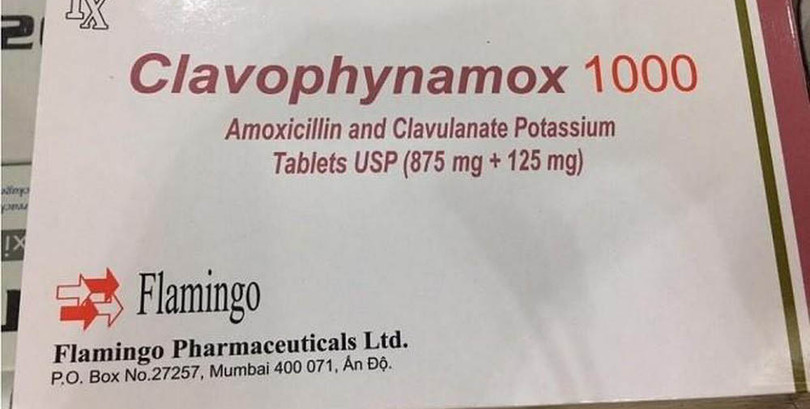 Rx
Clavophynamox 1000
Amoxicillin and Clavulanate Potassium
Tablets USP (875 mg + 125 mg)
Flamingo
Flamingo Pharmaceuticals Ltd.
P.O. Box No.27257, Mumbai 400 071, Ấn Độ.